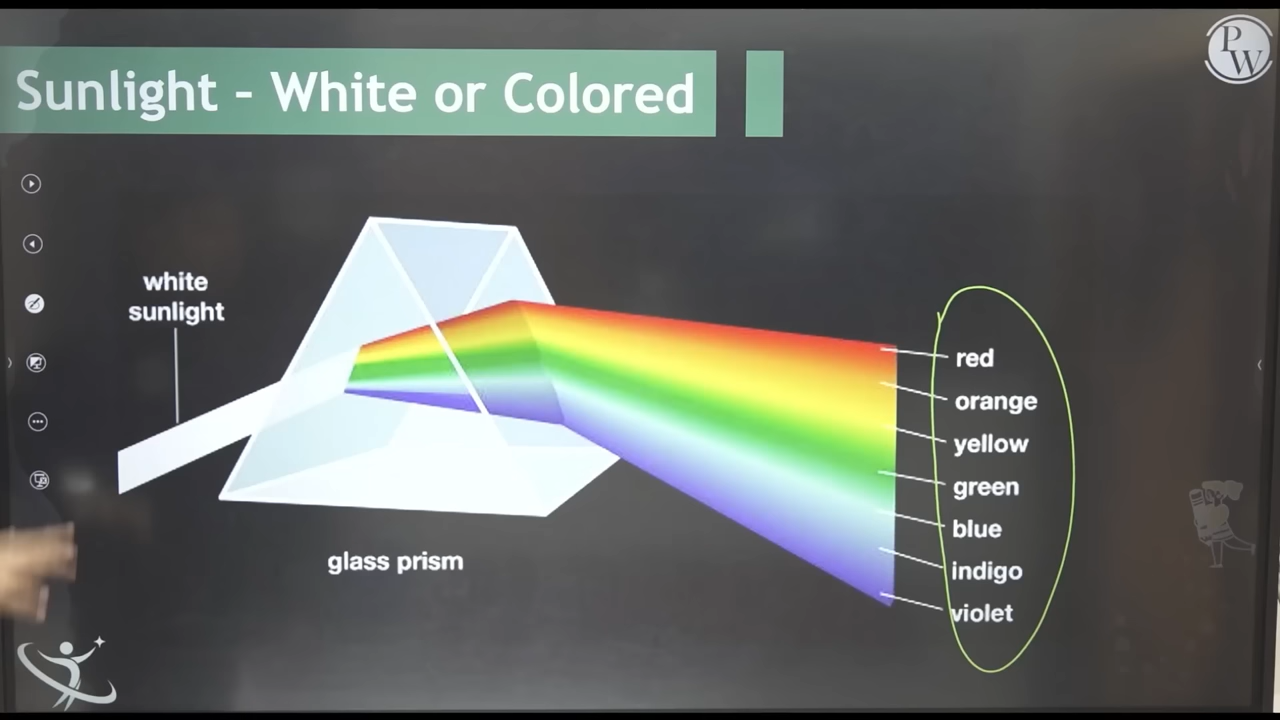 Sunlight - White or Colored
PW
white
sunlight
red
orange
yellow
green
blue
indigo
violet
glass prism